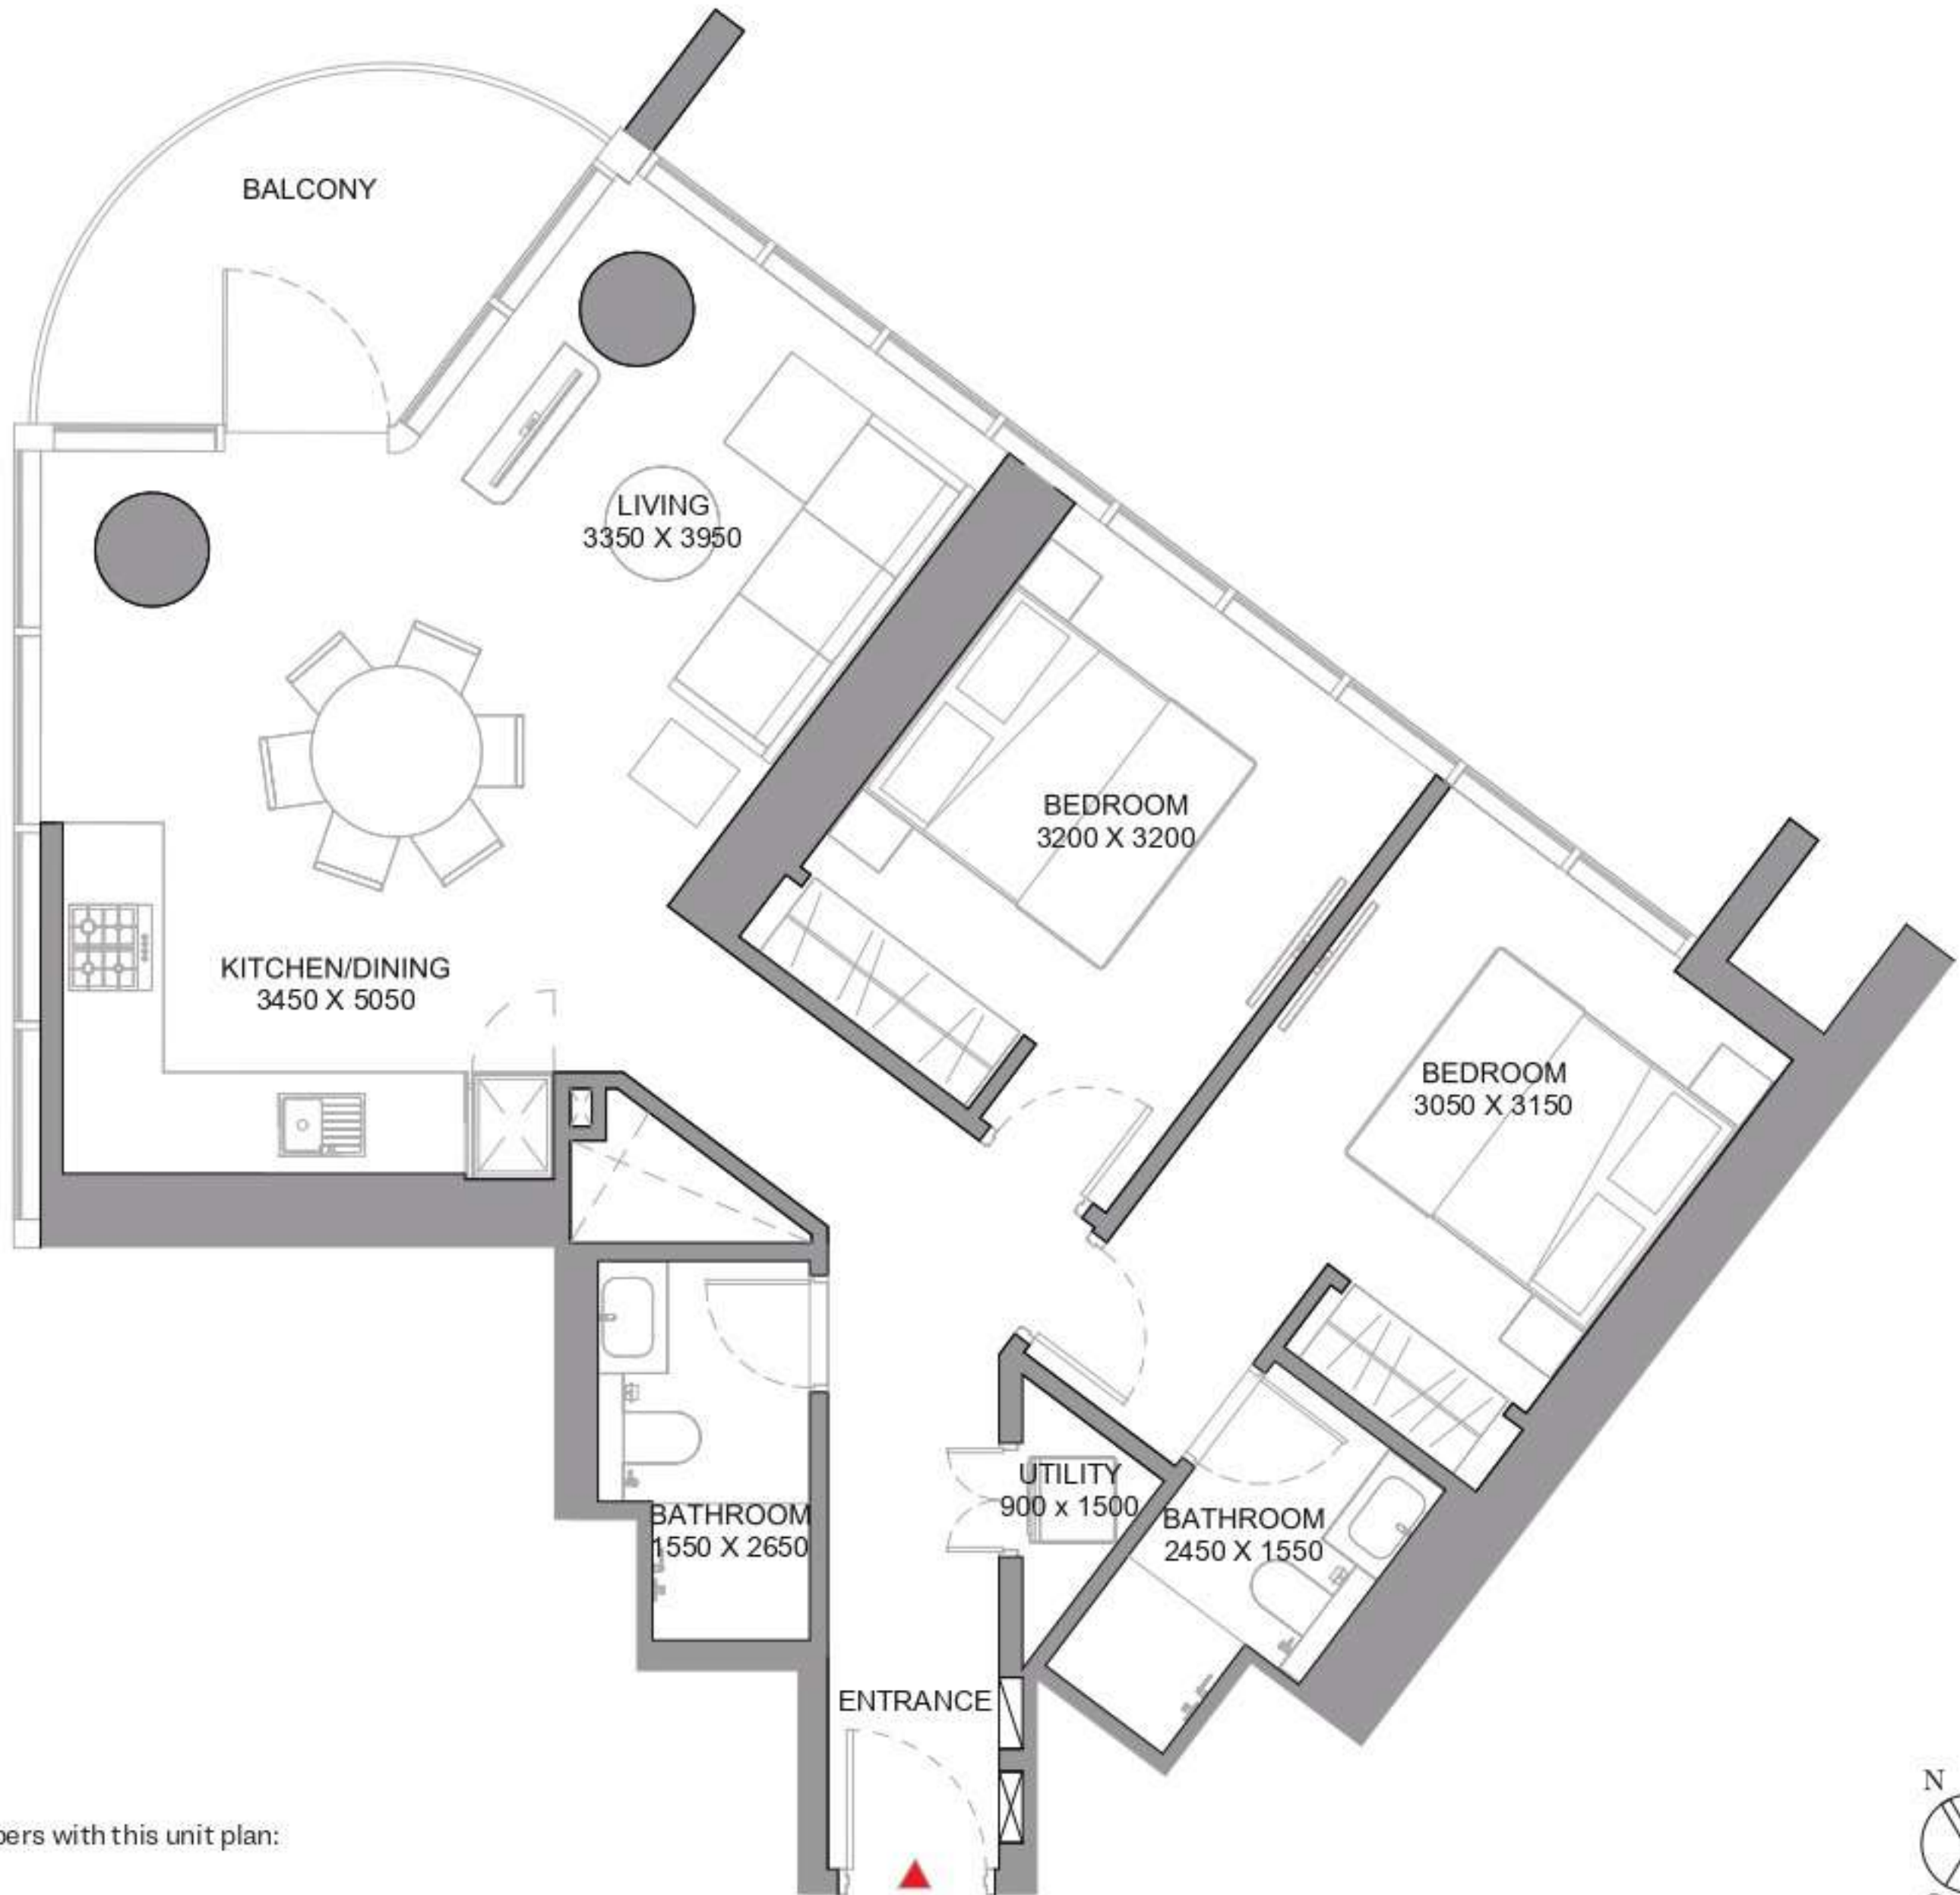 BALCONY
LIVING
3350 X 3950
BEDROOM
3200 X 3200
KITCHEN/DINING
3450 X 5050
BEDROOM
3050 X 3150
UTILITY
900 x 1500
BATHROOM
1550 X 2650
BATHROOM
2450 X 1550
ENTRANCE
N
with this unit plan: